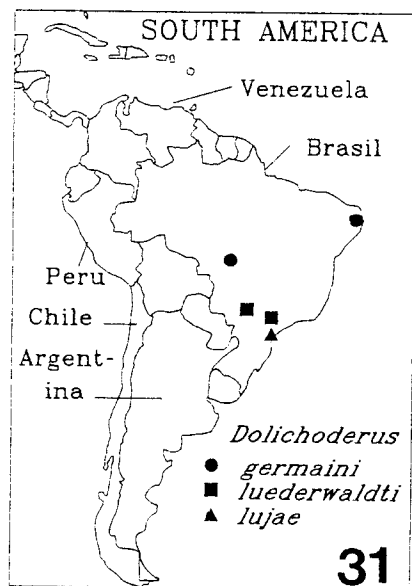 SOUTH AMERICA
Venezuela
Brasil
Peru
Chile
Argent-
ina
Dolichoderus
germaini
luederwaldti
lujae
31